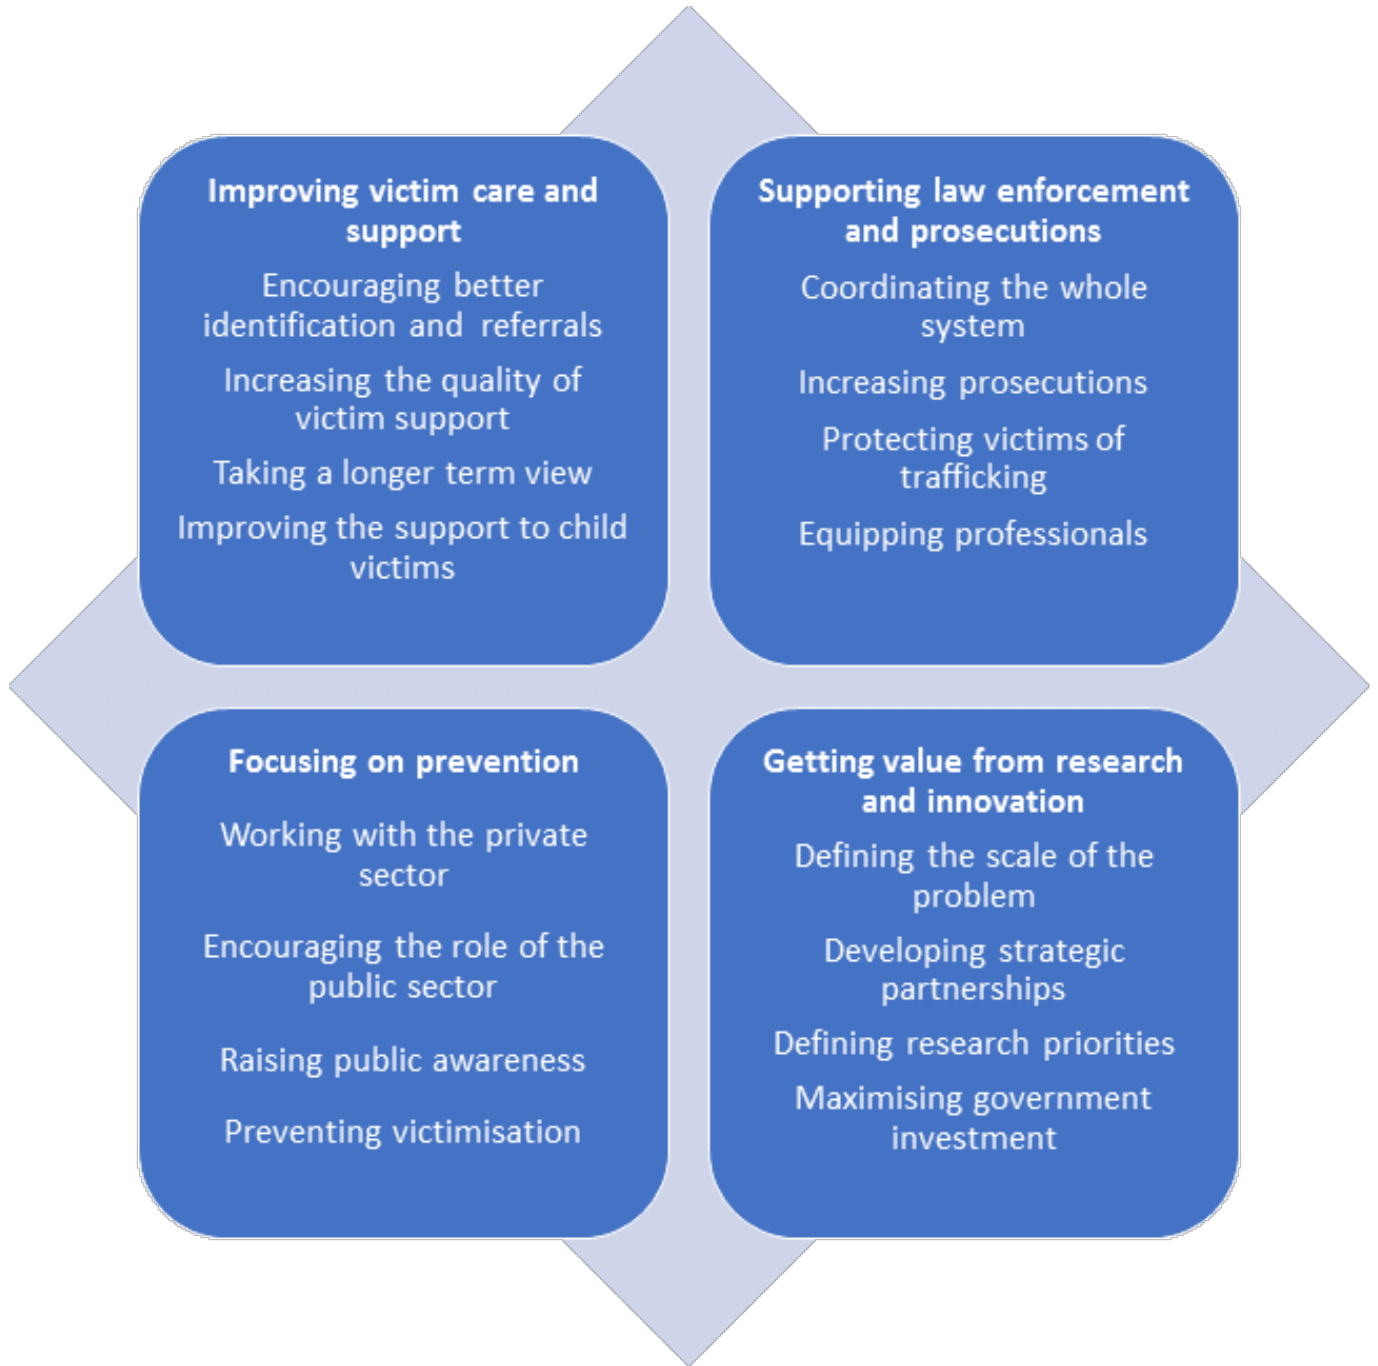 Improving victim care and
support
Encouraging better
identification and referrals
Increasing the quality of
victim support
Taking a longer term view
Improving the support to child
victims
Supporting law enforcement
and prosecutions
Coordinating the whole
system
Increasing prosecutions
Protecting victims of
trafficking
Equipping professionals
Focusing on prevention
Working with the private
sector
Encouraging the role of the
public sector
Raising public awareness
Preventing victimisation
Getting value from research
and innovation
Defining the scale of the
problem
Developing strategic
partnerships
Defining research priorities
Maximising government
investment